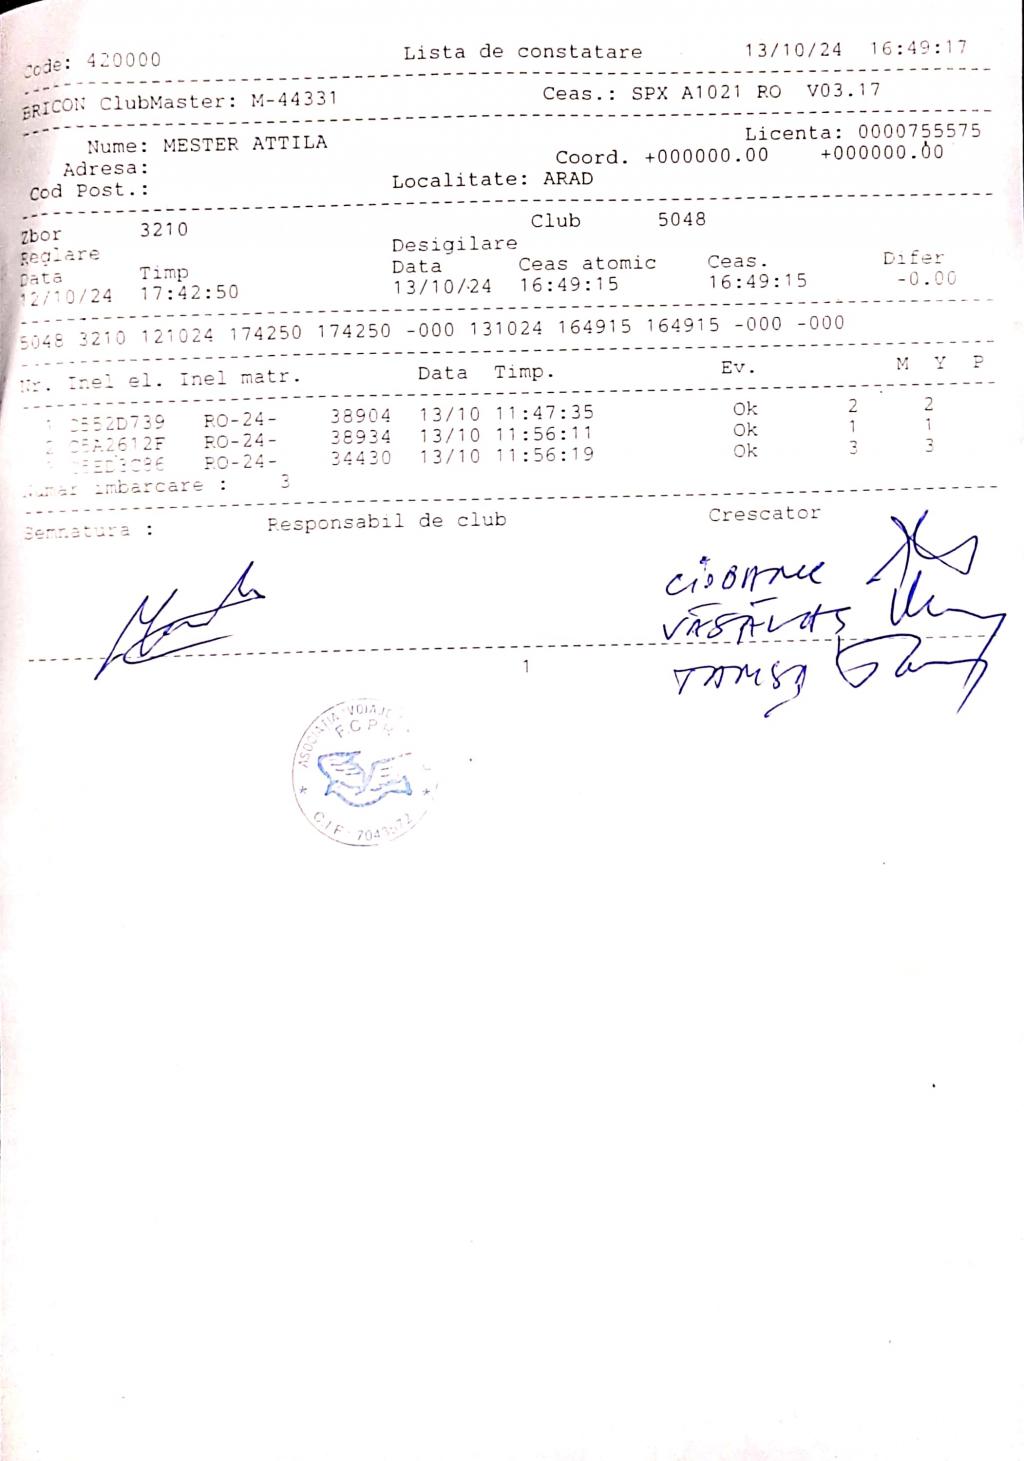 Code: 420000 Lista de constatare 13/10/24 16:49:17
BRICON ClubMaster: M-44331 Ceas.: SPX A1021 RO V03.17
Nume: MESTER ATTILA Licenta: 0000755575
Adresa: Coord. +000000.00 +000000.00
Cod Post.: Localitate: ARAD
Zbor 3210 Club 5048
Reglare Desigilare
Data Timp Data Ceas atomic Ceas. Difer
12/10/24 17:42:50 13/10/24 16:49:15 16:49:15 -0.00
5048 3210 121024 174250 174250 -000 131024 164915 164915 -000 -000
Nr. Inel el. Inel matr. Data Timp. Ev. M Y P
1 RO-24- 38904 13/10 11:47:35 Ok 2 2
2 C5A2612F RO-24- 38934 13/10 11:56:11 Ok 1 1
RO-24- 34430 13/10 11:56:19 Ok 3 3
Numar imbarcare : 3
Semnatura : Responsabil de club Crescator
TAMSA
1
ASOCIATIA VOIAJE
F.C.P.
C.I.F.